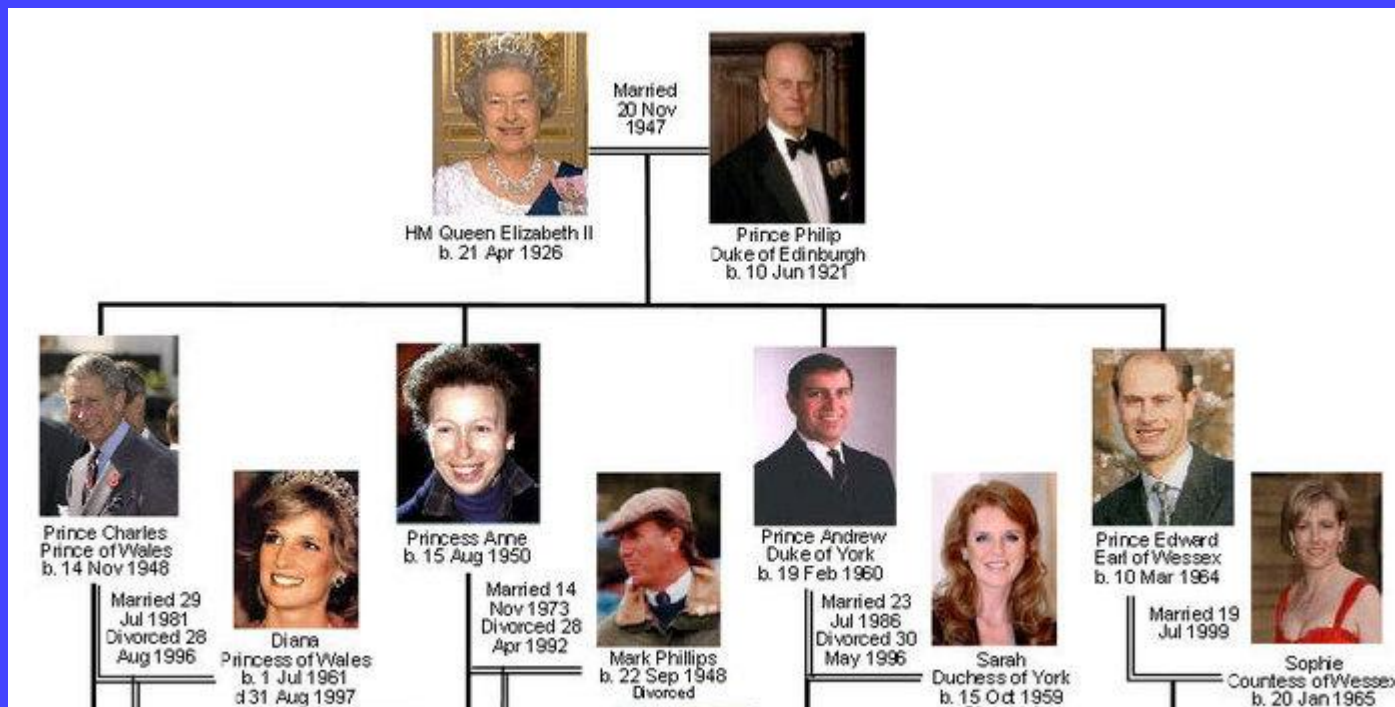 Married
20 Nov
1947
HM Queen Elizabeth II
b. 21 Apr 1926
Prince Philip
Duke of Edinburgh
b. 10 Jun 1921
Prince Charles
Prince of Wales
b. 14 Nov 1948
Married 29
Jul 1981
Divorced 28
Aug 1996
Diana
Princess of Wales
b. 1 Jul 1961
d 31 Aug 1997
Princess Anne
b. 15 Aug 1950
Married 14
Nov 1973
Divorced 28
Apr 1992
Mark Phillips
b. 22 Sep 1948
Divorced
Prince Andrew
Duke of York
b. 19 Feb 1960
Married 23
Jul 1986
Divorced 30
May 1996
Sarah
Duchess of York
b. 15 Oct 1959
Prince Edward
Earl of Wessex
b. 10 Mar 1964
Married 19
Jul 1999
Sophie
Countess of Wessex
b. 20 Jan 1965